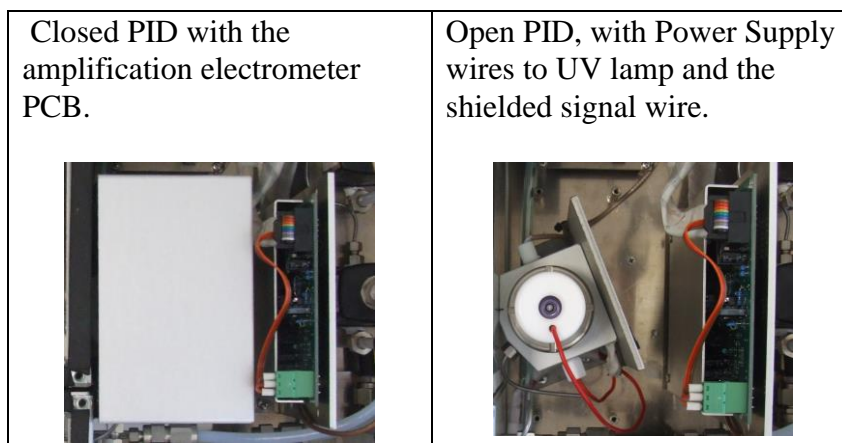 Closed PID with the
amplification electrometer
PCB.
Open PID, with Power Supply
wires to UV lamp and the
shielded signal wire.